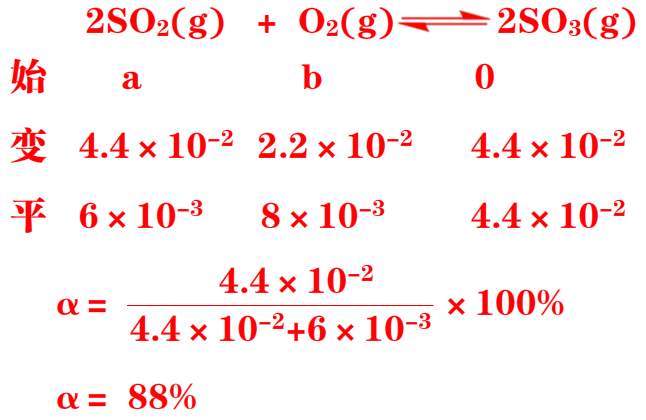 2SO₂(g) + O₂(g) ⇌ 2SO₃(g)
始 a b 0
变 4.4 × 10⁻² 2.2 × 10⁻² 4.4 × 10⁻²
平 6 × 10⁻³ 8 × 10⁻³ 4.4 × 10⁻²
4.4 × 10⁻²
α = ─── × 100%
4.4 × 10⁻²+6 × 10⁻³
α = 88%